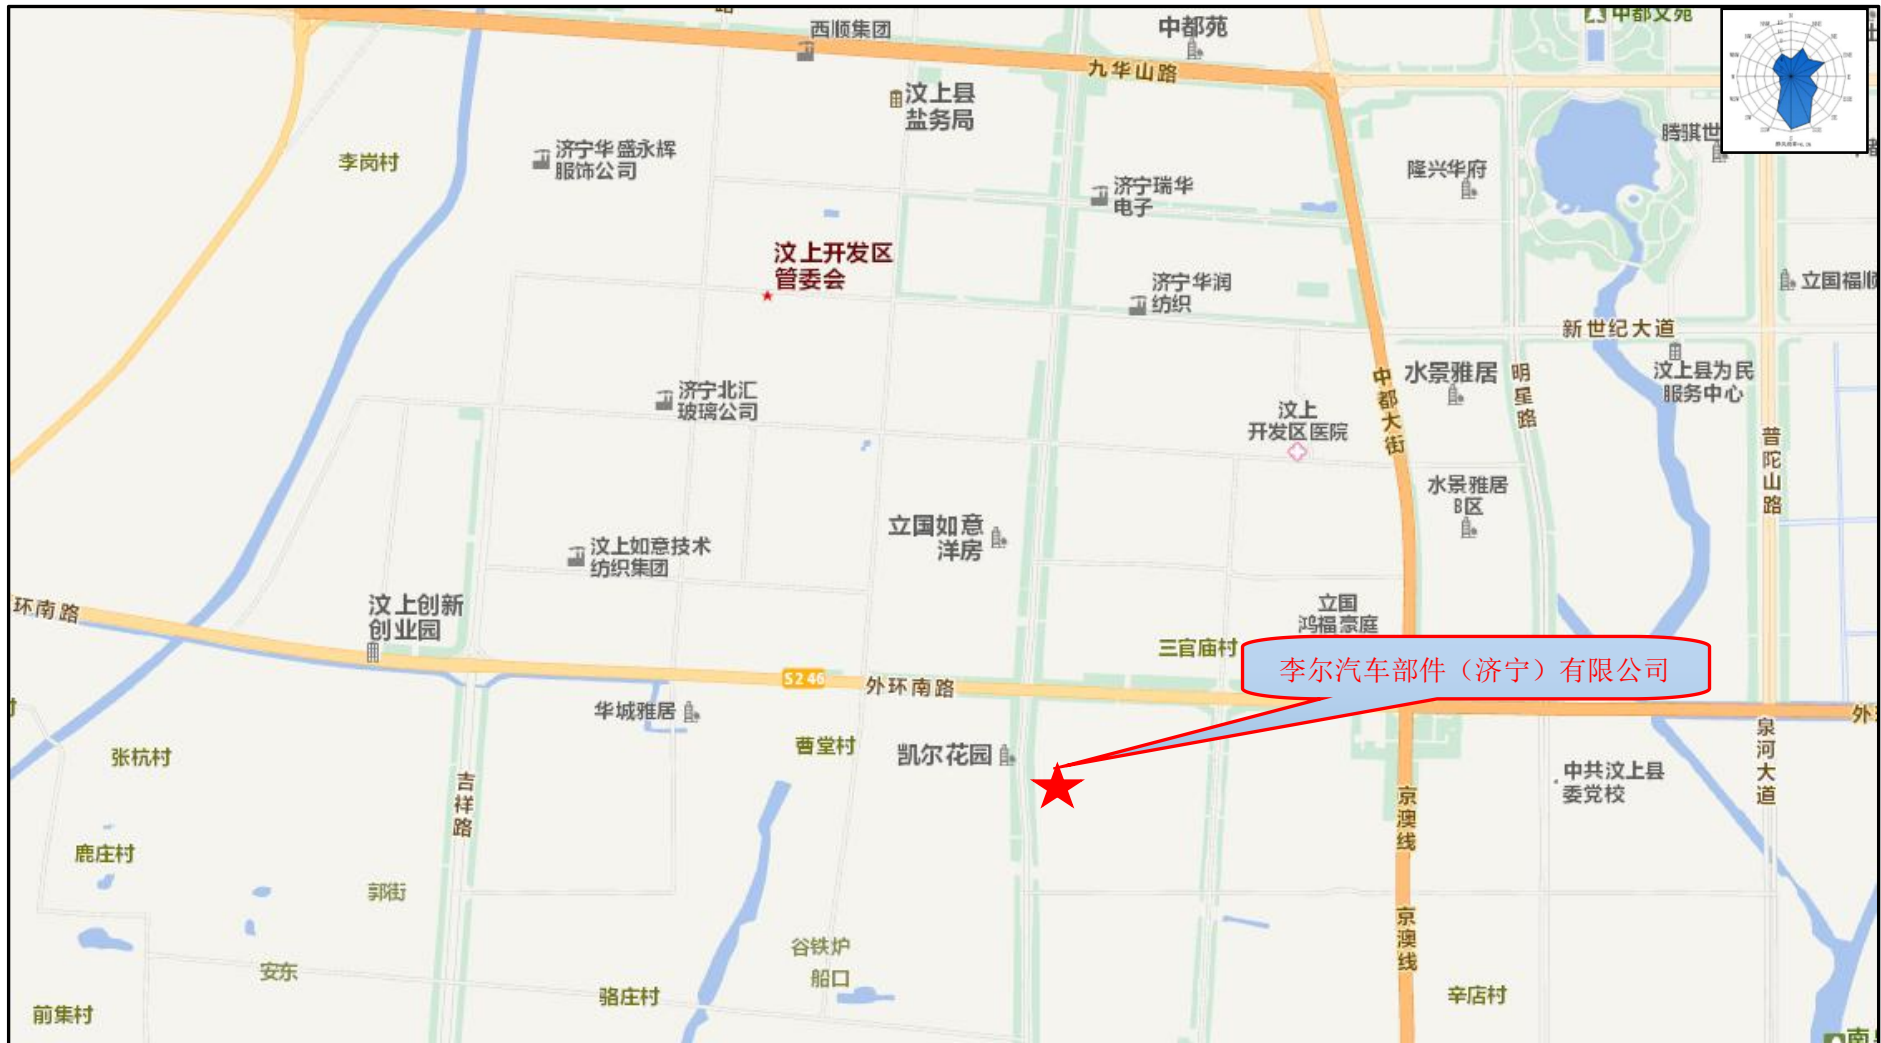 西顺集团
中都苑
中都文苑
九华山路
汶上县
盐务局
腾骐世
李岗村
济宁华盛永辉
服饰公司
隆兴华府
济宁瑞华
电子
汶上开发区
管委会
济宁华润
纺织
立国福顺
新世纪大道
水景雅居
明星路
汶上县为民
服务中心
中都大街
济宁北汇
玻璃公司
汶上
开发区医院
普陀山路
水景雅居
B区
立国如意
洋房
汶上如意技术
纺织集团
环南路
汶上创新
创业园
立国
鸿福豪庭
三官庙村
李尔汽车部件（济宁）有限公司
S246
外环南路
华城雅居
外
张杭村
曹堂村
凯尔花园
泉河大道
中共汶上县
委党校
吉祥路
京澳线
鹿庄村
郭街
京澳线
谷铁炉
船口
安东
骆庄村
辛店村
前集村
南